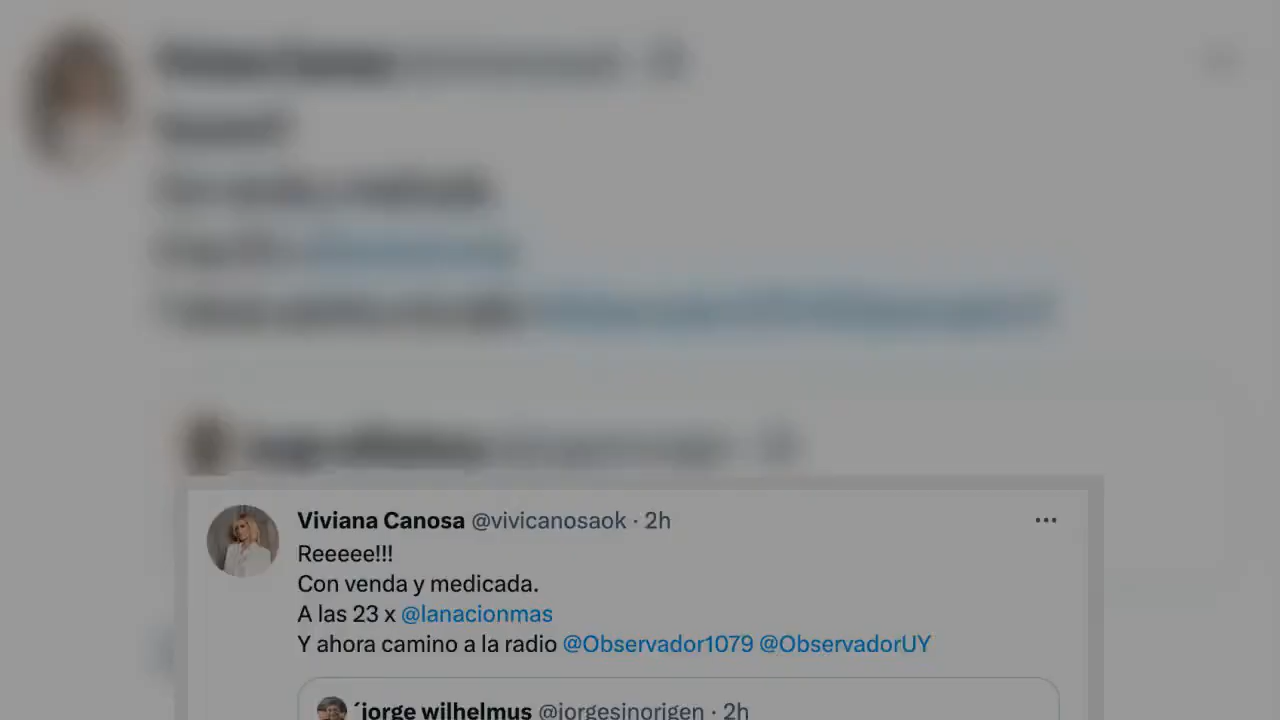 Viviana Canosa @vivicanosaok · 2h
Reeeee!!!
Con venda y medicada.
A las 23 x @lanacionmas
Y ahora camino a la radio @Observador1079 @ObservadorUY
´jorge wilhelmus @jorgesinorigen · 2h